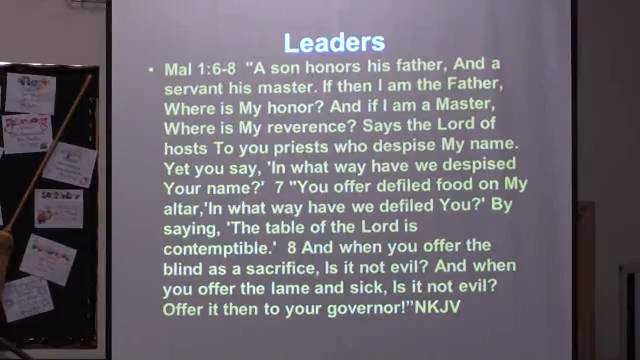 Leaders
• Mal 1:6-8 "A son honors his father, And a
servant his master. If then I am the Father,
Where is My honor? And if I am a Master,
Where is My reverence? Says the Lord of
hosts To you priests who despise My name.
Yet you say, 'In what way have we despised
Your name?' 7 "You offer defiled food on My
altar,'In what way have we defiled You?' By
saying, 'The table of the Lord is
contemptible.' 8 And when you offer the
blind as a sacrifice, Is it not evil? And when
you offer the lame and sick, Is it not evil?
Offer it then to your governor!"NKJV